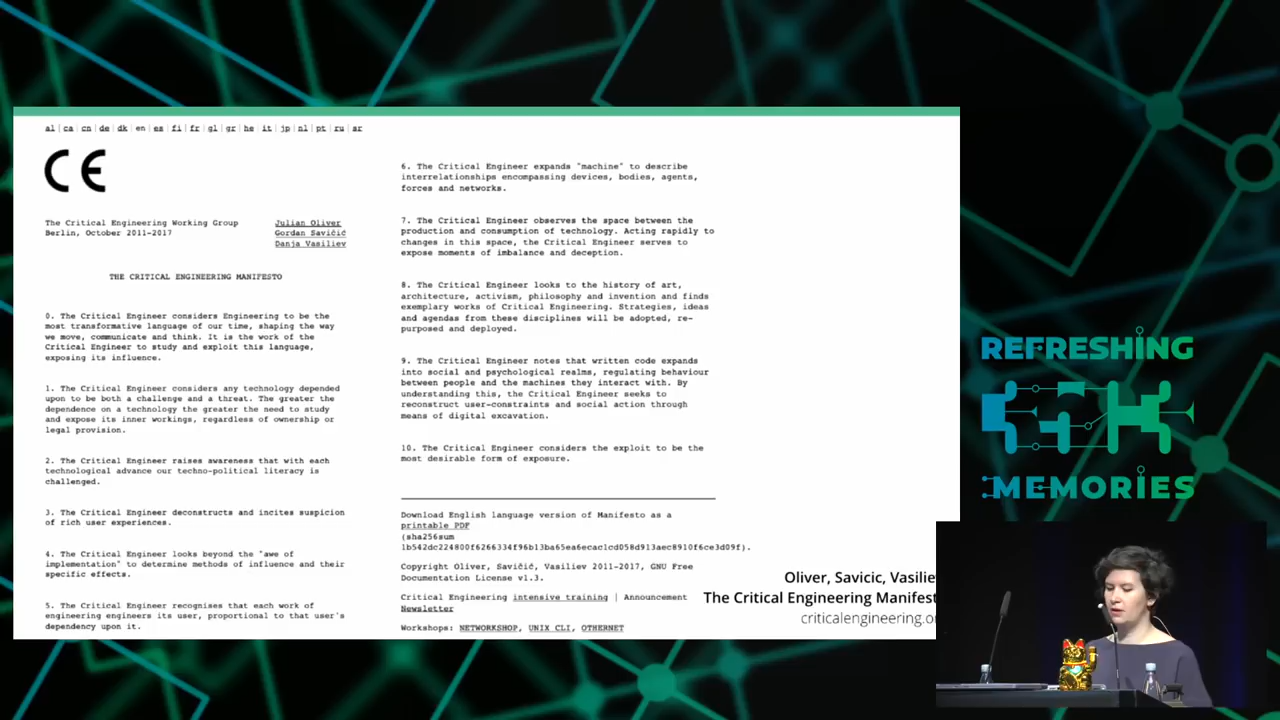 al | ca | cn | de | dk | en | es | fi | fr | gl | gr | he | it | jp | nl | pt | ru | sr
CE
The Critical Engineering Working Group
Berlin, October 2011-2017
Julian Oliver
Gordan Savičić
Danja Vasiliev
THE CRITICAL ENGINEERING MANIFESTO
0. The Critical Engineer considers Engineering to be the
most transformative language of our time, shaping the way
we move, communicate and think. It is the work of the
Critical Engineer to study and exploit this language,
exposing its influence.
1. The Critical Engineer considers any technology depended
upon to be both a challenge and a threat. The greater the
dependence on a technology the greater the need to study
and expose its inner workings, regardless of ownership or
legal provision.
2. The Critical Engineer raises awareness that with each
technological advance our techno-political literacy is
challenged.
3. The Critical Engineer deconstructs and incites suspicion
of rich user experiences.
4. The Critical Engineer looks beyond the "awe of
implementation" to determine methods of influence and their
specific effects.
5. The Critical Engineer recognises that each work of
engineering engineers its user, proportional to that user's
dependency upon it.
6. The Critical Engineer expands "machine" to describe
interrelationships encompassing devices, bodies, agents,
forces and networks.
7. The Critical Engineer observes the space between the
production and consumption of technology. Acting rapidly to
changes in this space, the Critical Engineer serves to
expose moments of imbalance and deception.
8. The Critical Engineer looks to the history of art,
architecture, activism, philosophy and invention and finds
exemplary works of Critical Engineering. Strategies, ideas
and agendas from these disciplines will be adopted, re-
purposed and deployed.
9. The Critical Engineer notes that written code expands
into social and psychological realms, regulating behaviour
between people and the machines they interact with. By
understanding this, the Critical Engineer seeks to
reconstruct user-constraints and social action through
means of digital excavation.
10. The Critical Engineer considers the exploit to be the
most desirable form of exposure.
Download English language version of Manifesto as a
printable PDF
(sha256sum
Copyright Oliver, Savičić, Vasiliev 2011-2017, GNU Free
Documentation License v1.3.
Critical Engineering intensive training | Announcement
Newsletter
Workshops: NETWORKSHOP, UNIX CLI, OTHERNET
Oliver, Savicic, Vasilie
The Critical Engineering Manifest
criticalengineering.or
REFRESHING
MEMORIES